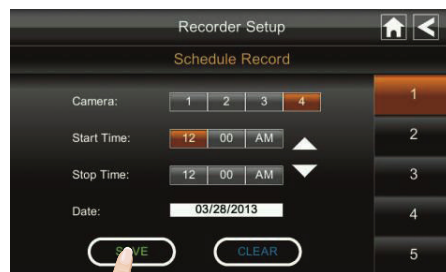 Recorder Setup
Schedule Record
Camera: 1 2 3 4
Start Time: 12 00 AM
Stop Time: 12 00 AM
Date: 03/28/2013
SAVE CLEAR
1
2
3
4
5